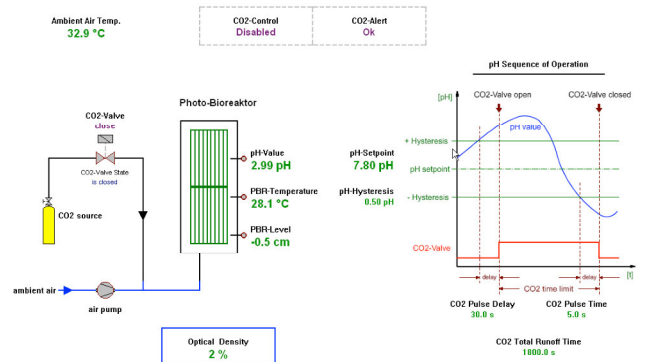 Ambient Air Temp.
32.9 °C
CO2-Control
Disabled
CO2-Alert
Ok
pH Sequence of Operation
[pH]
CO2-Valve open
CO2-Valve closed
pH value
+ Hysteresis
pH setpoint
- Hysteresis
CO2-Valve
delay
delay
[t]
CO2 time limit
CO2 Pulse Delay
30.0 s
CO2 Pulse Time
5.0 s
CO2 Total Runoff Time
1800.0 s
Photo-Bioreaktor
CO2-Valve
close
CO2-Valve State
is closed
CO2 source
pH-Value
2.99 pH
PBR-Temperature
28.1 °C
PBR-Level
-0.5 cm
pH-Setpoint
7.80 pH
pH-Hysteresis
0.50 pH
ambient air
air pump
Optical Density
2 %